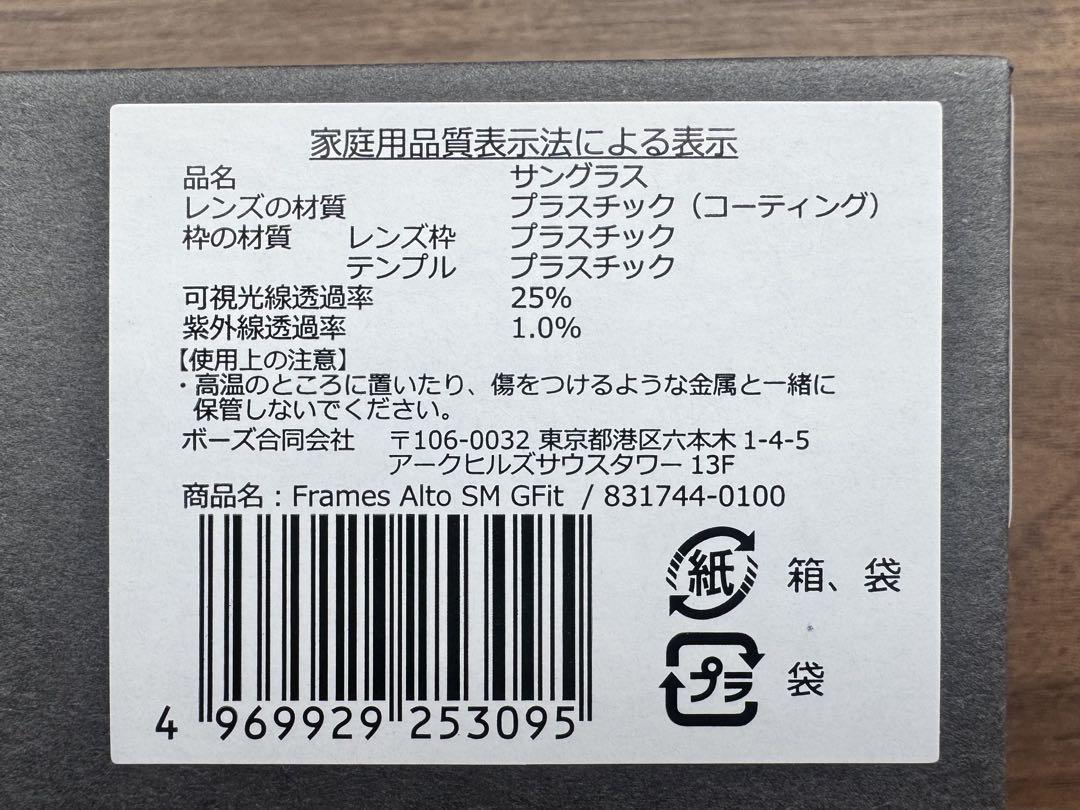 家庭用品質表示法による表示
品名 サングラス
レンズの材質 プラスチック（コーティング）
枠の材質 レンズ枠 プラスチック
テンプル プラスチック
可視光線透過率 25%
紫外線透過率 1.0%
【使用上の注意】
・高温のところに置いたり、傷をつけるような金属と一緒に
保管しないでください。
ボーズ合同会社 〒106-0032 東京都港区六本木1-4-5
アークヒルズサウスタワー 13F
商品名：Frames Alto SM GFit / 831744-0100
紙 箱、袋
プラ 袋
4 969929 253095